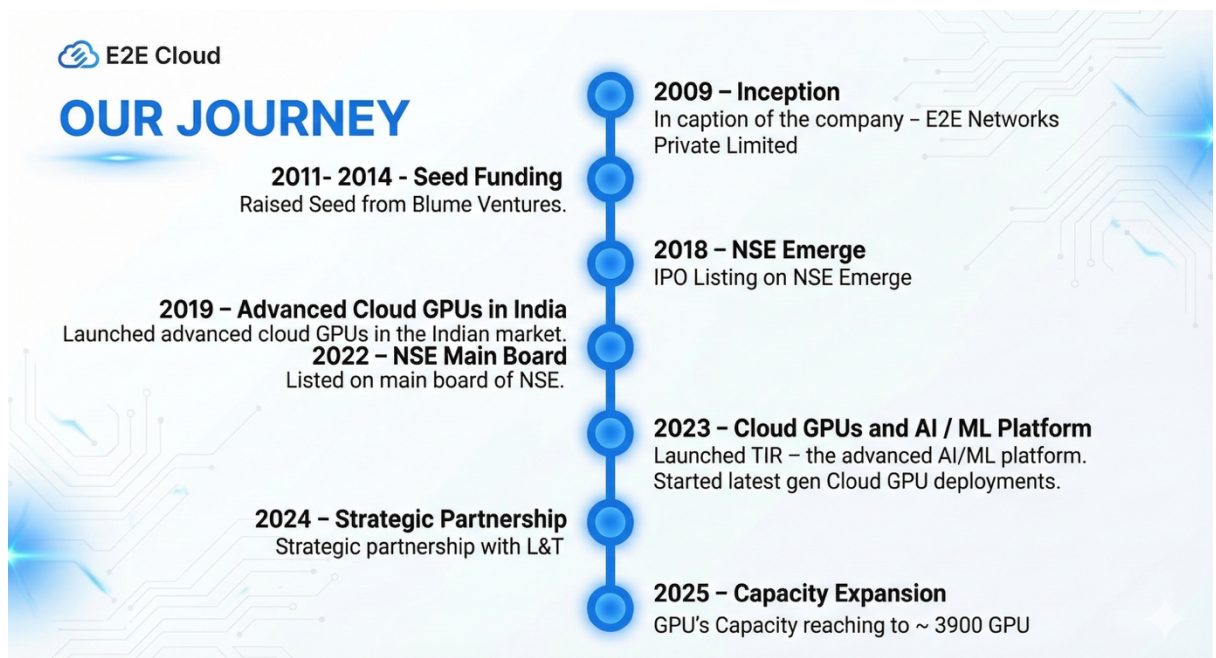 E2E Cloud
OUR JOURNEY
2009 – Inception
In caption of the company – E2E Networks
Private Limited
2011- 2014 - Seed Funding
Raised Seed from Blume Ventures.
2018 – NSE Emerge
IPO Listing on NSE Emerge
2019 – Advanced Cloud GPUs in India
Launched advanced cloud GPUs in the Indian market.
2022 – NSE Main Board
Listed on main board of NSE.
2023 – Cloud GPUs and AI / ML Platform
Launched TIR – the advanced AI/ML platform.
Started latest gen Cloud GPU deployments.
2024 – Strategic Partnership
Strategic partnership with L&T
2025 – Capacity Expansion
GPU's Capacity reaching to ~ 3900 GPU